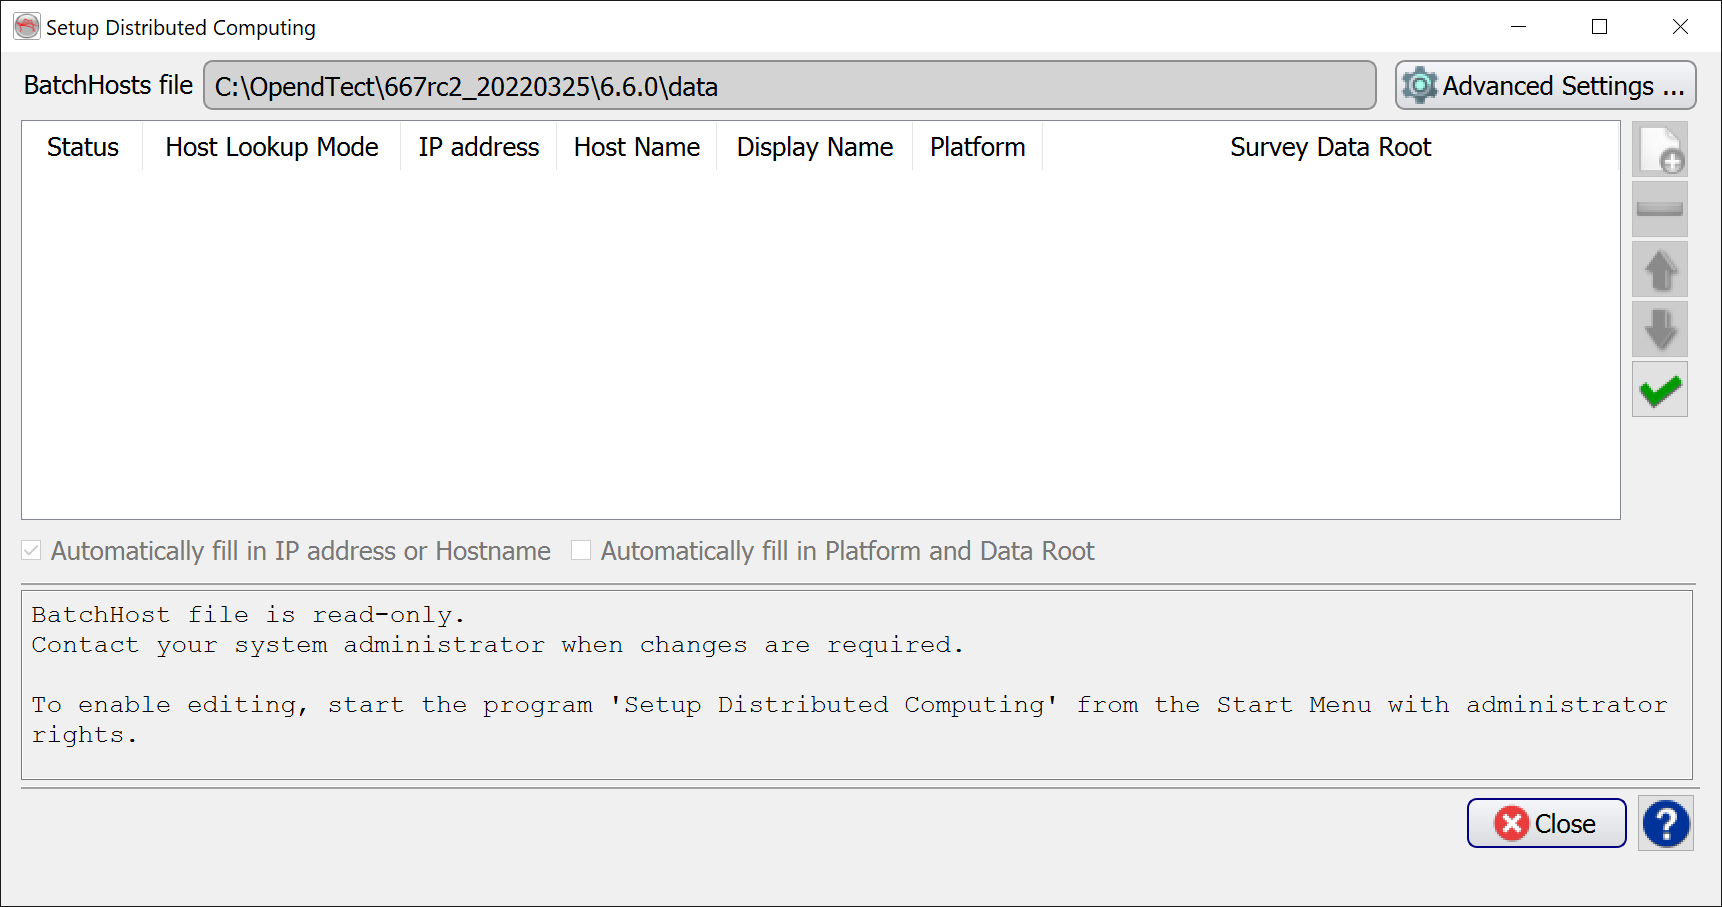 Setup Distributed Computing
BatchHosts file C:\OpendTect\667rc2_20220325\6.6.0\data Advanced Settings ...
Status Host Lookup Mode IP address Host Name Display Name Platform Survey Data Root
Automatically fill in IP address or Hostname Automatically fill in Platform and Data Root
BatchHost file is read-only.
Contact your system administrator when changes are required.
To enable editing, start the program 'Setup Distributed Computing' from the Start Menu with administrator
rights.
Close ?